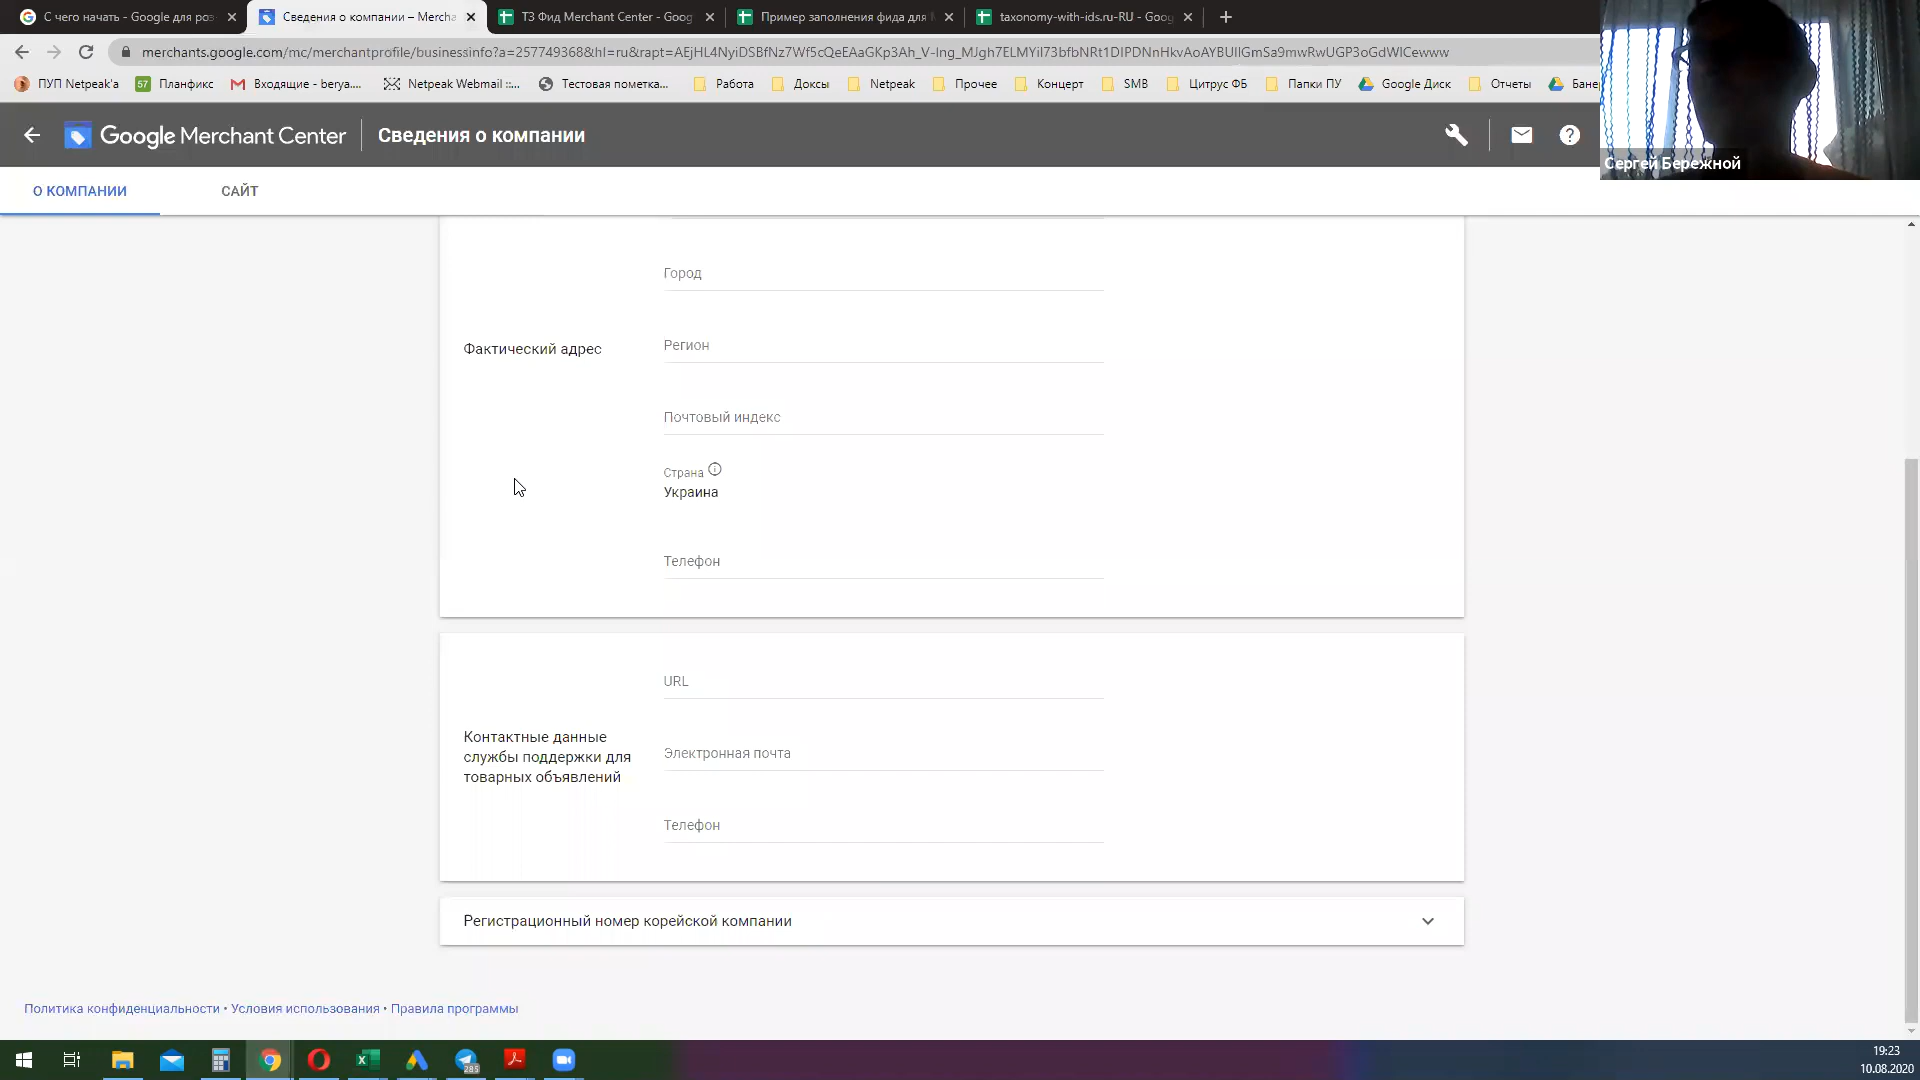 С чего начать - Google для роз
Сведения о компании – Mercha
ТЗ Фид Merchant Center - Goog
Пример заполнения фида для
taxonomy-with-ids.ru-RU - Goog
merchants.google.com/mc/merchantprofile/businessinfo?a=257749368&hl=ru&rapt=
ПУП Netpeak'а
57
Планфикс
Входящие - berya....
Netpeak Webmail ::...
Тестовая пометка...
Работа
Доксы
Netpeak
Прочее
Концерт
SMB
Цитрус ФБ
Папки ПУ
Google Диск
Отчеты
Бане
Google Merchant Center
Сведения о компании
Сергей Бережной
О КОМПАНИИ
САЙТ
Город
Фактический адрес
Регион
Почтовый индекс
Страна
Украина
Телефон
URL
Контактные данные
службы поддержки для
товарных объявлений
Электронная почта
Телефон
Регистрационный номер корейской компании
Политика конфиденциальности • Условия использования • Правила программы
285
19:23
10.08.2020